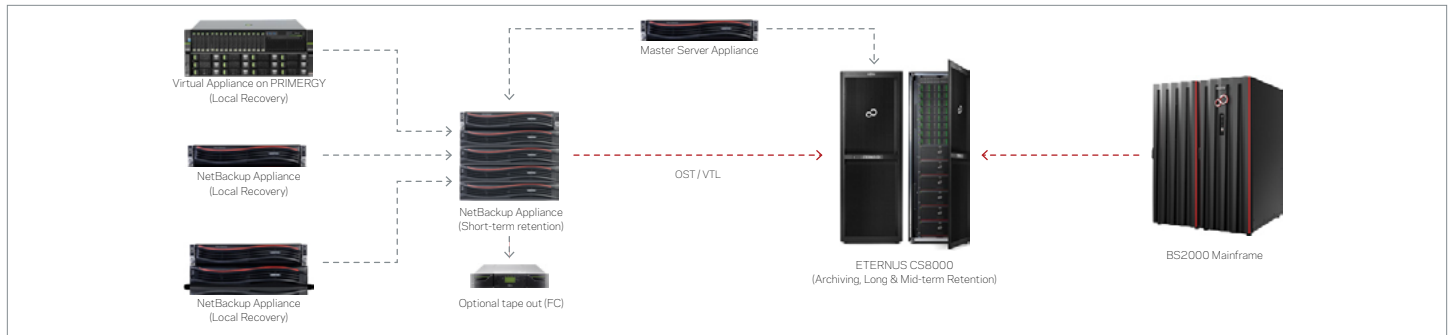 Master Server Appliance
Virtual Appliance on PRIMERGY
(Local Recovery)
NetBackup Appliance
(Local Recovery)
OST / VTL
NetBackup Appliance
(Short-term retention)
BS2000 Mainframe
ETERNUS CS8000
(Archiving, Long & Mid-term Retention)
NetBackup Appliance
(Local Recovery)
Optional tape out (FC)